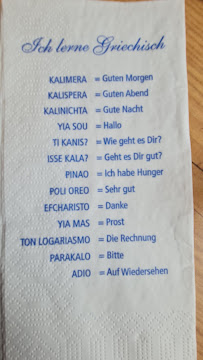 Ich lerne Griechisch
KALIMERA = Guten Morgen
KALISPERA = Guten Abend
KALINICHTA = Gute Nacht
YIA SOU = Hallo
TI KANIS? = Wie geht es Dir?
ISSE KALA? = Geht es Dir gut?
PINAO = Ich habe Hunger
POLI OREO = Sehr gut
EFCHARISTO = Danke
YIA MAS = Prost
TON LOGARIASMO = Die Rechnung
PARAKALO = Bitte
ADIO = Auf Wiedersehen